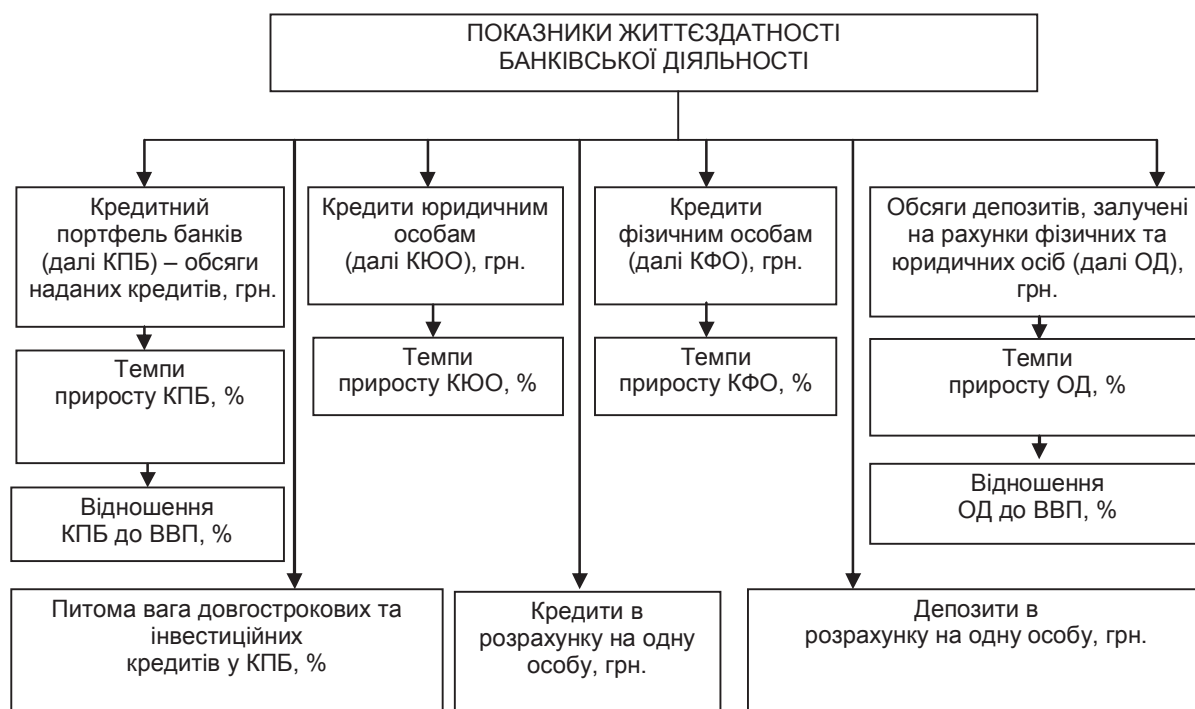 ПОКАЗНИКИ ЖИТТЄЗДАТНОСТІ
БАНКІВСЬКОЇ ДІЯЛЬНОСТІ
Кредитний
портфель банків
(далі КПБ) – обсяги
наданих кредитів, грн.
Кредити юридичним
особам
(далі КЮО), грн.
Кредити
фізичним особам
(далі КФО), грн.
Обсяги депозитів, залучені
на рахунки фізичних та
юридичних осіб (далі ОД),
грн.
Темпи
приросту КПБ, %
Темпи
приросту КЮО, %
Темпи
приросту КФО, %
Темпи
приросту ОД, %
Відношення
КПБ до ВВП, %
Відношення
ОД до ВВП, %
Питома вага довгострокових та
інвестиційних
кредитів у КПБ, %
Кредити в
розрахунку на одну
особу, грн.
Депозити в
розрахунку на одну особу, грн.